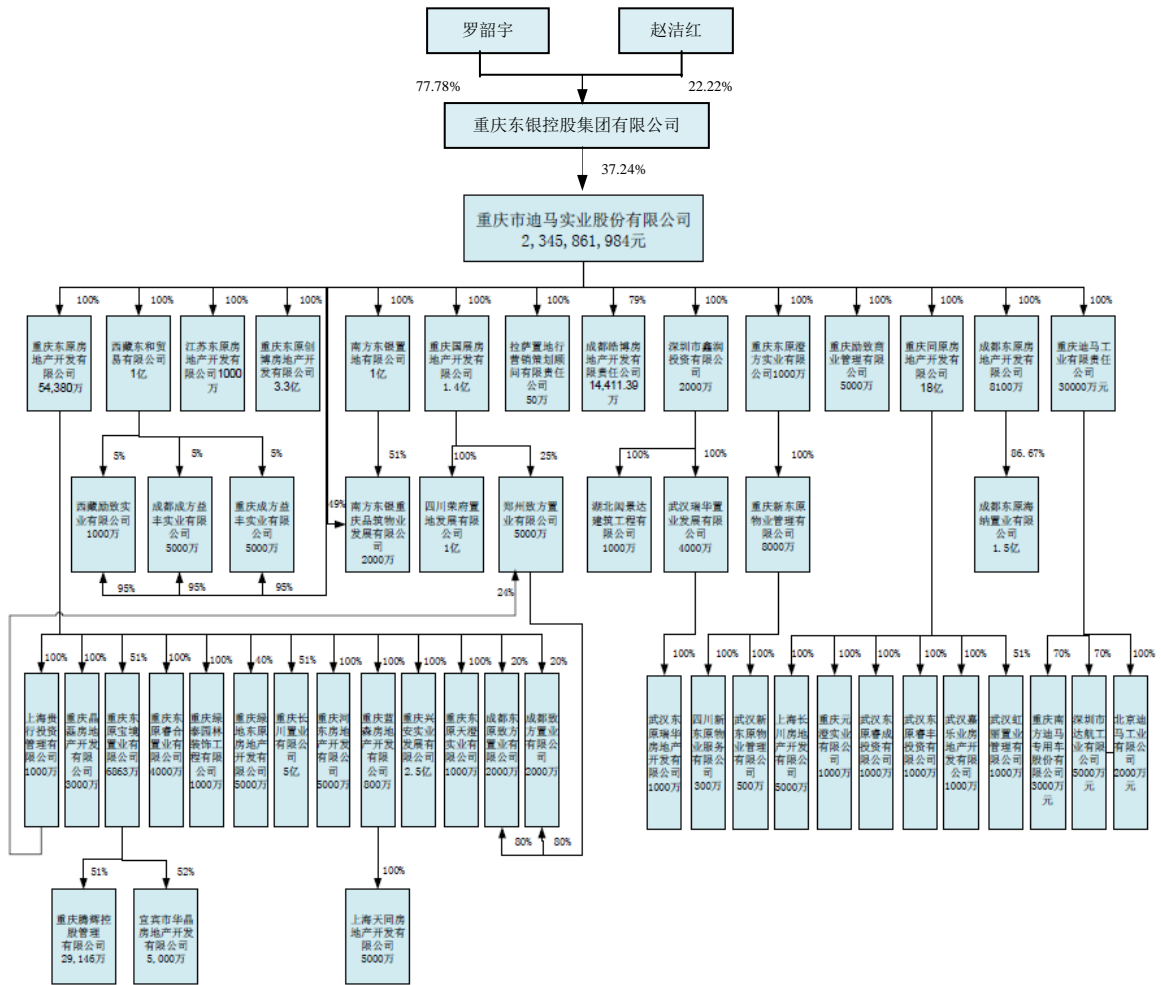 罗韶宇
赵洁红
77.78%
22.22%
重庆东银控股集团有限公司
37.24%
重庆市迪马实业股份有限公司
2,345,861,984元
100%
100%
100%
100%
100%
100%
100%
79%
100%
100%
100%
100%
100%
100%
重庆东原房
地产开发有
限公司
54,380万
西藏东和贸
易有限公司
1亿
江苏东原房
地产开发有
限公司1000
万
重庆东原创
博房地产开
发有限公司
3.3亿
南方东银置
地有限公司
1亿
重庆国展房
地产开发有
限公司
1.4亿
拉萨置地行
营销策划顾
问有限责任
公司
50万
成都皓博房
地产开发有
限责任公司
14,411.39
万
深圳市鑫润
投资有限公
司
2000万
重庆东原澄
方实业有限
公司1000万
重庆励致商
业管理有限
公司
5000万
重庆同原房
地产开发有
限公司
18亿
成都东原房
地产开发有
限公司
8100万
重庆迪马工
业有限责任
公司
30000万元
5%
5%
5%
49%
51%
100%
25%
100%
100%
100%
86.67%
西藏励致实
业有限公司
1000万
成都成方益
丰实业有限
公司
5000万
重庆成方益
丰实业有限
公司
5000万
南方东银重
庆品筑物业
发展有限公
司
2000万
四川荣府置
地发展有限
公司
1亿
郑州致方置
业有限公司
5000万
湖北闳景达
建筑工程有
限公司
1000万
武汉瑞华置
业发展有限
公司
4000万
重庆新东原
物业管理有
限公司
8000万
成都东原海
纳置业有限
公司
1.5亿
95%
95%
95%
24%
100%
100%
51%
100%
100%
40%
51%
100%
100%
100%
100%
20%
20%
100%
100%
100%
100%
100%
100%
100%
100%
51%
70%
70%
100%
上海贵
行投资
管理有
限公司
1000万
重庆晶
磊房地
产开发
有限公
司
3000万
重庆东
原宝境
置业有
限公司
6863万
重庆东
原睿合
置业有
限公司
4000万
重庆绿
泰园林
装饰工
程有限
公司
1000万
重庆绿
地东原
房地产
开发有
限公司
5000万
重庆长
川置业
有限公
司
5亿
重庆河
东房地
产开发
有限公
司
5000万
重庆蓝
森房地
产开发
有限公
司
800万
重庆兴
安实业
发展有
限公司
2.5亿
重庆东
原天澄
实业有
限公司
1000万
成都东
原致方
置业有
限公司
2000万
成都致
方置业
有限公
司
2000万
武汉东
原瑞华
房地产
开发有
限公司
1000万
四川新
东原物
业服务
有限公
司
300万
武汉新
东原物
业管理
有限公
司
500万
上海长
川房地
产开发
有限公
司
5000万
重庆元
澄实业
有限公
司
1000万
武汉东
原睿成
投资有
限公司
1000万
武汉东
原睿丰
投资有
限公司
1000万
武汉嘉
乐业房
地产开
发有限
公司
1000万
武汉虹
丽置业
管理有
限公司
1000万
重庆南
方迪马
专用车
股份有
限公司
3000万
元
深圳市
达航工
业有限
公司
5000万
元
北京迪
马工业
有限公
司
2000万
元
80%
80%
51%
52%
100%
重庆腾辉控
股管理
有限公司
29,146万
宜宾市华晶
房地产开发
有限公司
5,000万
上海天同房
地产开发有
限公司
5000万